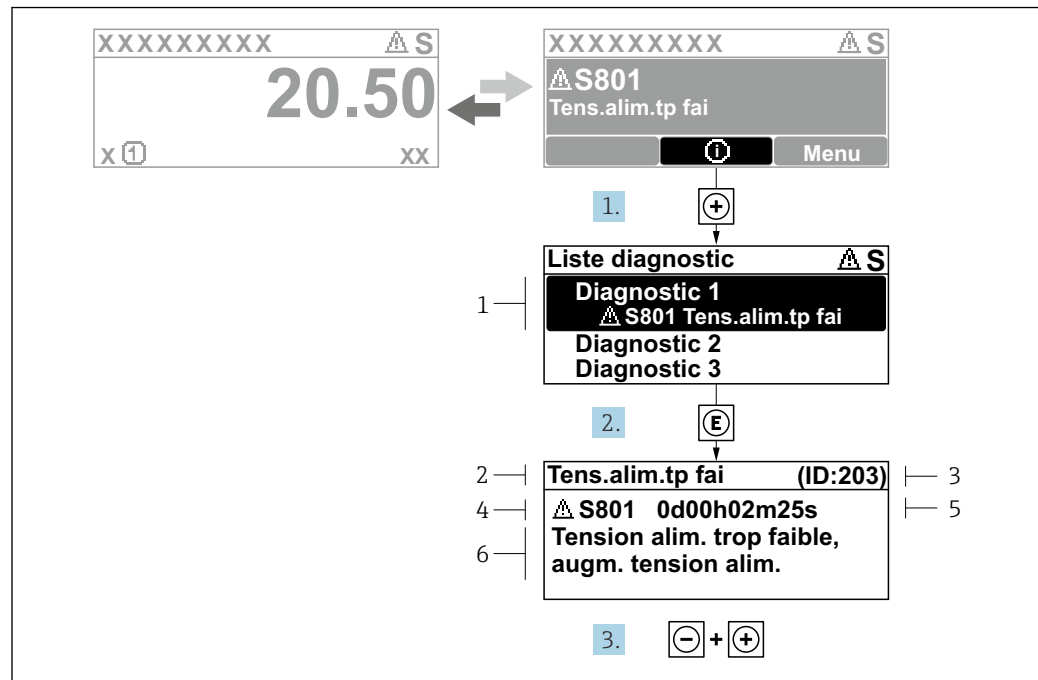 XXXXXXXXX ⚠ S
20.50
x ① xx
XXXXXXXXX ⚠ S
⚠ S801
Tens.alim.tp fai
ⓘ Menu
1. +
Liste diagnostic ⚠ S
1
Diagnostic 1
⚠ S801 Tens.alim.tp fai
Diagnostic 2
Diagnostic 3
2. E
2 Tens.alim.tp fai (ID:203) 3
4 ⚠ S801 0d00h02m25s 5
6
Tension alim. trop faible,
augm. tension alim.
3. - + +